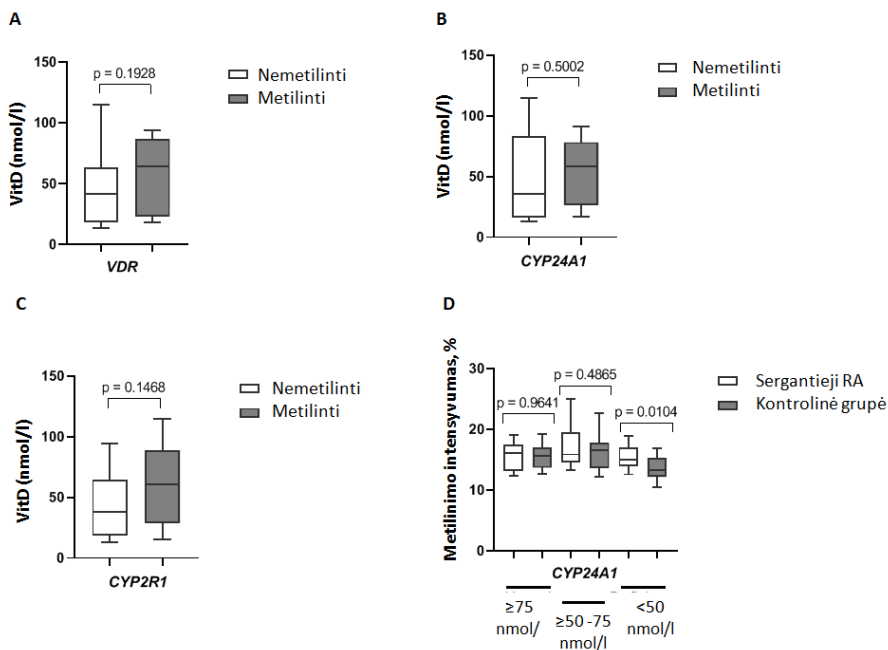 A
VitD (nmol/l)
150
100
50
0
p = 0.1928
Nemetilinti
Metilinti
VDR
B
VitD (nmol/l)
150
100
50
0
p = 0.5002
Nemetilinti
Metilinti
CYP24A1
C
VitD (nmol/l)
150
100
50
0
p = 0.1468
Nemetilinti
Metilinti
CYP2R1
D
Metilinimo intensyvumas, %
30
20
10
0
p = 0.9641
p = 0.4865
p = 0.0104
Sergantieji RA
Kontrolinė grupė
CYP24A1
≥75
nmol/
≥50 -75
nmol/l
<50
nmol/l